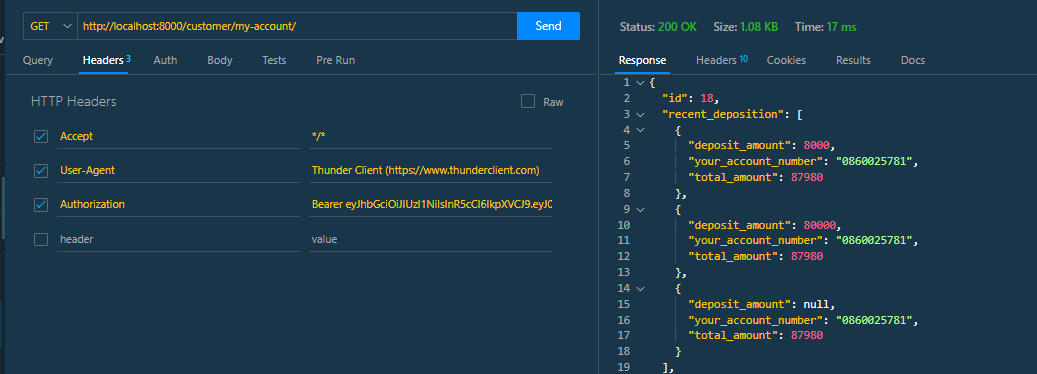 GET http://localhost:8000/customer/my-account/ Send
Query Headers 3 Auth Body Tests Pre Run
HTTP Headers Raw
Accept */*
User-Agent Thunder Client (https://www.thunderclient.com)
Authorization Bearer
header value
Status: 200 OK Size: 1.08 KB Time: 17 ms
Response Headers 10 Cookies Results Docs
1 {
2 "id": 18,
3 "recent_deposition": [
4 {
5 "deposit_amount": 8000,
6 "your_account_number": "0860025781",
7 "total_amount": 87980
8 },
9 {
10 "deposit_amount": 80000,
11 "your_account_number": "0860025781",
12 "total_amount": 87980
13 },
14 {
15 "deposit_amount": null,
16 "your_account_number": "0860025781",
17 "total_amount": 87980
18 }
19 ],